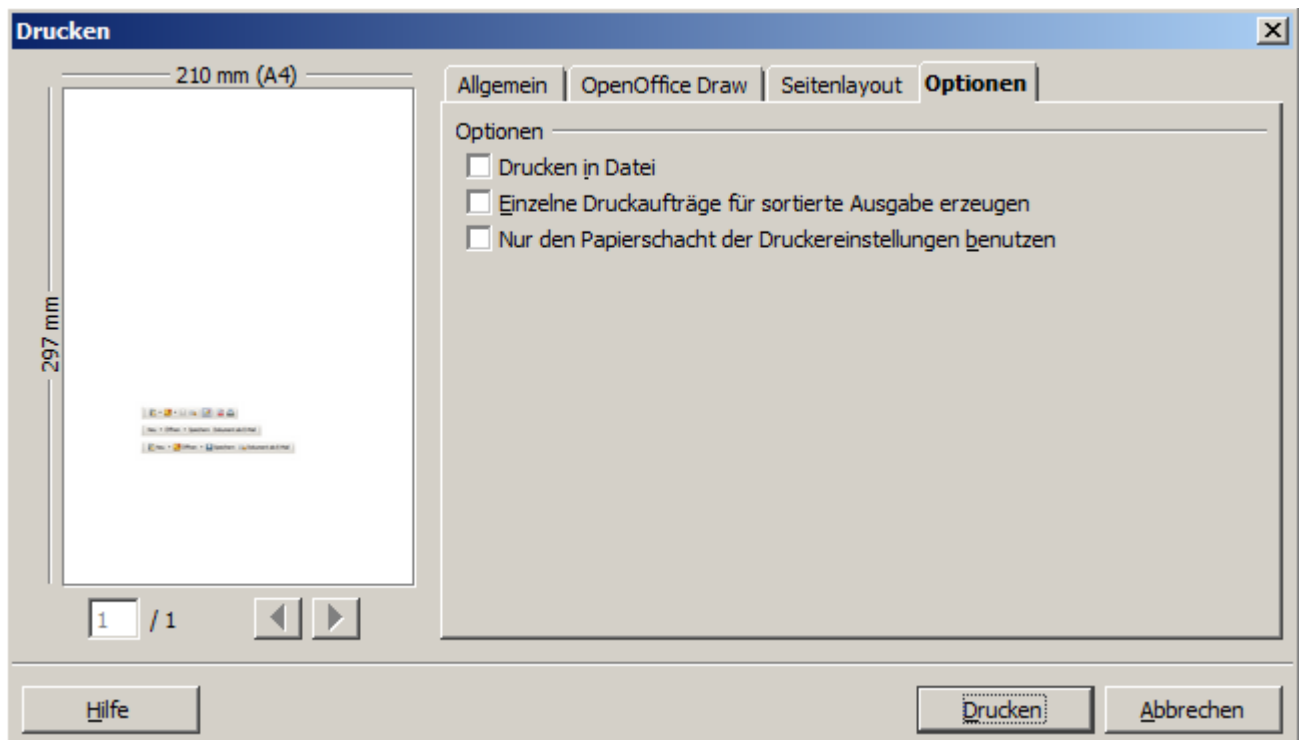 Drucken
210 mm (A4)
297 mm
1 / 1
Allgemein
OpenOffice Draw
Seitenlayout
Optionen
Optionen
Drucken in Datei
Einzelne Druckaufträge für sortierte Ausgabe erzeugen
Nur den Papierschacht der Druckereinstellungen benutzen
Hilfe
Drucken
Abbrechen